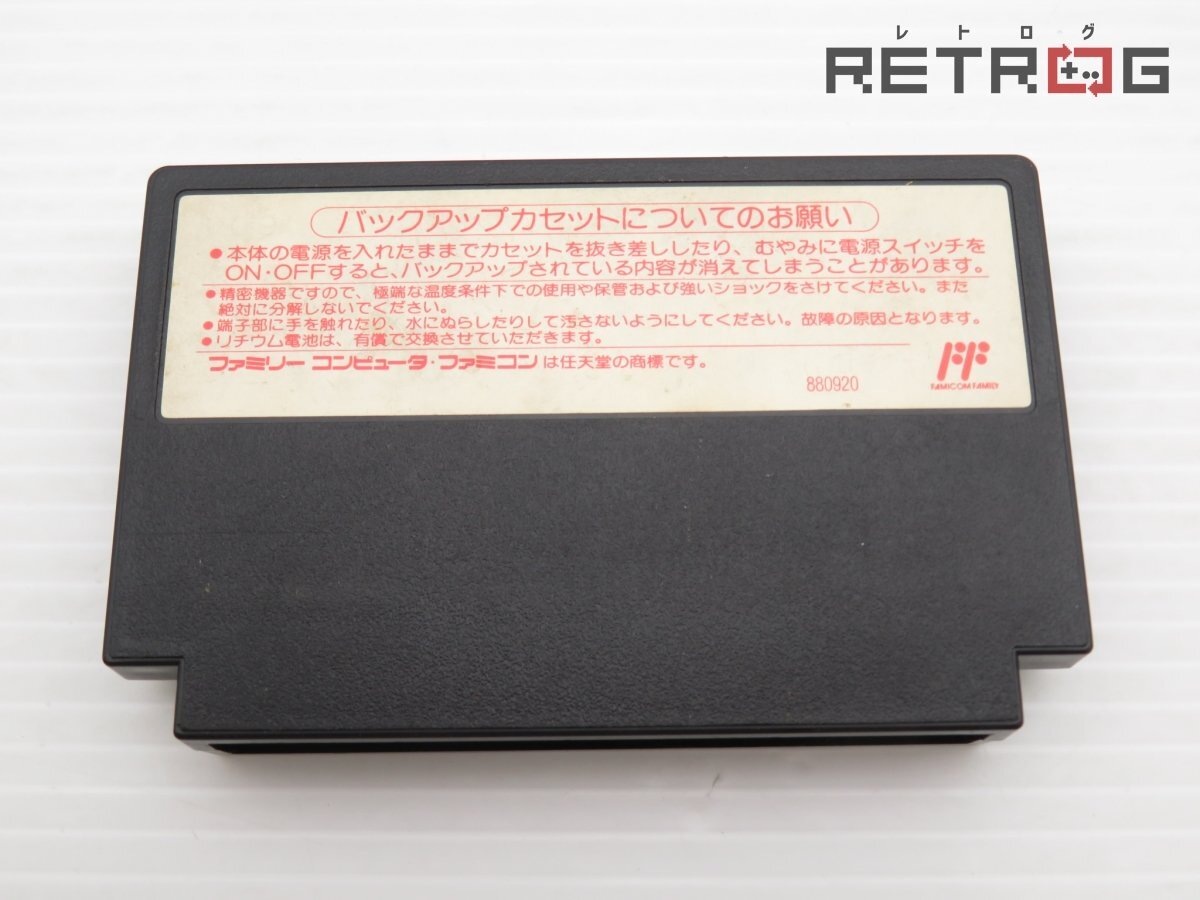 レトログ
RETROG
バックアップカセットについてのお願い
●本体の電源を入れたままでカセットを抜き差ししたり、むやみに電源スイッチを
ON・OFFすると、バックアップされている内容が消えてしまうことがあります。
●精密機器ですので、極端な温度条件下での使用や保管および強いショックをさけてください。また
絶対に分解しないでください。
●端子部に手を触れたり、水にぬらしたりして汚さないようにしてください。故障の原因となります。
●リチウム電池は、有償で交換させていただきます。
ファミリーコンピュータ・ファミコンは任天堂の商標です。
880920
FAMICOM FAMILY